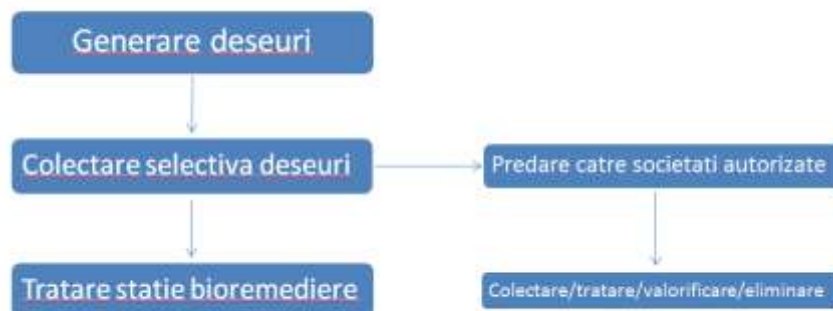 Generare deseuri
Colectare selectiva deseuri
Predare catre societati autorizate
Tratare statie bioremediere
Colectare/tratare/valorificare/eliminare